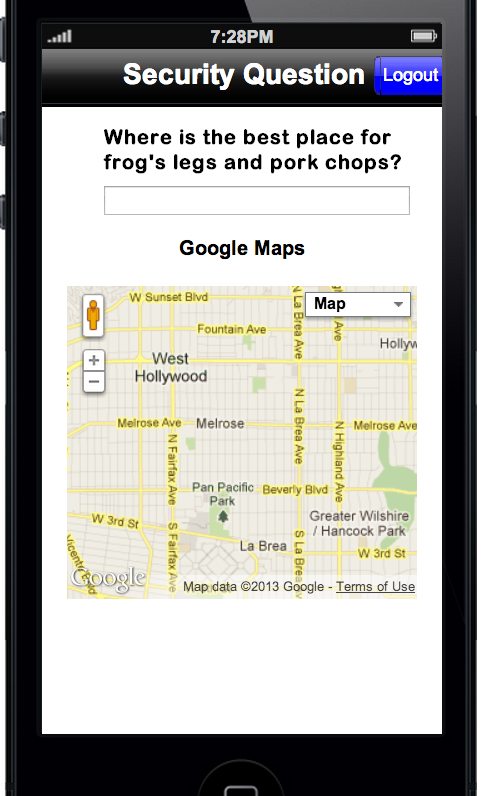 7:28PM
Security Question
Logout
Where is the best place for
frog's legs and pork chops?
Google Maps
W Sunset Blvd
N La Brea Ave
Map
Fountain Ave
West
Hollywood
Melrose Ave
Melrose
N La Brea Ave
N Highland Ave
Melrose Ave
N Fairfax Ave
Pan Pacific
Park
Beverly Blvd
W 3rd St
S Fairfax Ave
Greater Wilshire
/ Hancock Park
La Brea
S La Brea Ave
W 3rd St
Google
Map data ©2013 Google - Terms of Use